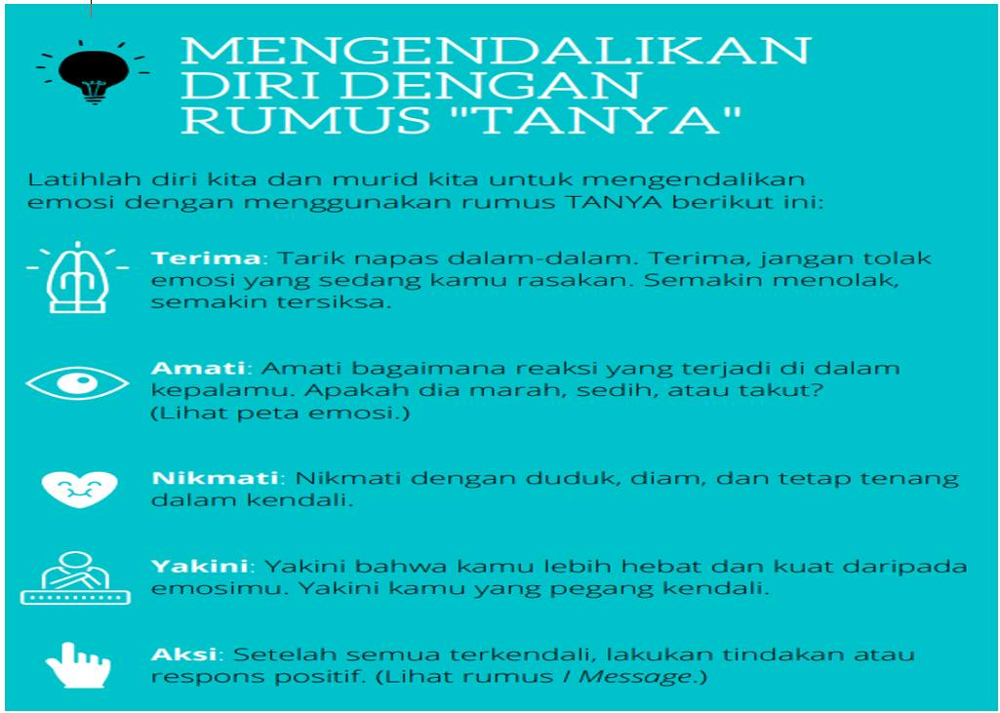 MENGENDALIKAN
DIRI DENGAN
RUMUS "TANYA"
Latihlah diri kita dan murid kita untuk mengendalikan
emosi dengan menggunakan rumus TANYA berikut ini:
Terima: Tarik napas dalam-dalam. Terima, jangan tolak
emosi yang sedang kamu rasakan. Semakin menolak,
semakin tersiksa.
Amati: Amati bagaimana reaksi yang terjadi di dalam
kepalamu. Apakah dia marah, sedih, atau takut?
(Lihat peta emosi.)
Nikmati: Nikmati dengan duduk, diam, dan tetap tenang
dalam kendali.
Yakini: Yakini bahwa kamu lebih hebat dan kuat daripada
emosimu. Yakini kamu yang pegang kendali.
Aksi: Setelah semua terkendali, lakukan tindakan atau
respons positif. (Lihat rumus I Message.)